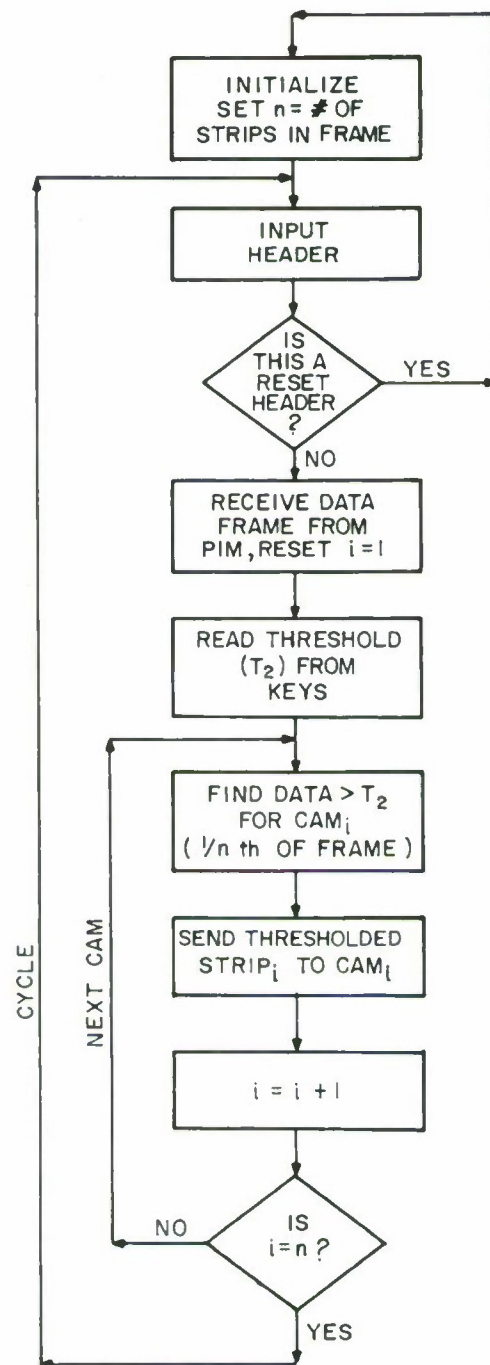 INITIALIZE
SET n = # OF
STRIPS IN FRAME
INPUT
HEADER
IS
THIS A
RESET
HEADER
?
YES
NO
RECEIVE DATA
FRAME FROM
PIM, RESET i = 1
READ THRESHOLD
(T₂) FROM
KEYS
FIND DATA > T₂
FOR CAMᵢ
( 1/n th OF FRAME )
SEND THRESHOLDED
STRIPᵢ TO CAMᵢ
i = i + 1
IS
i = n ?
NO
YES
NEXT CAM
CYCLE